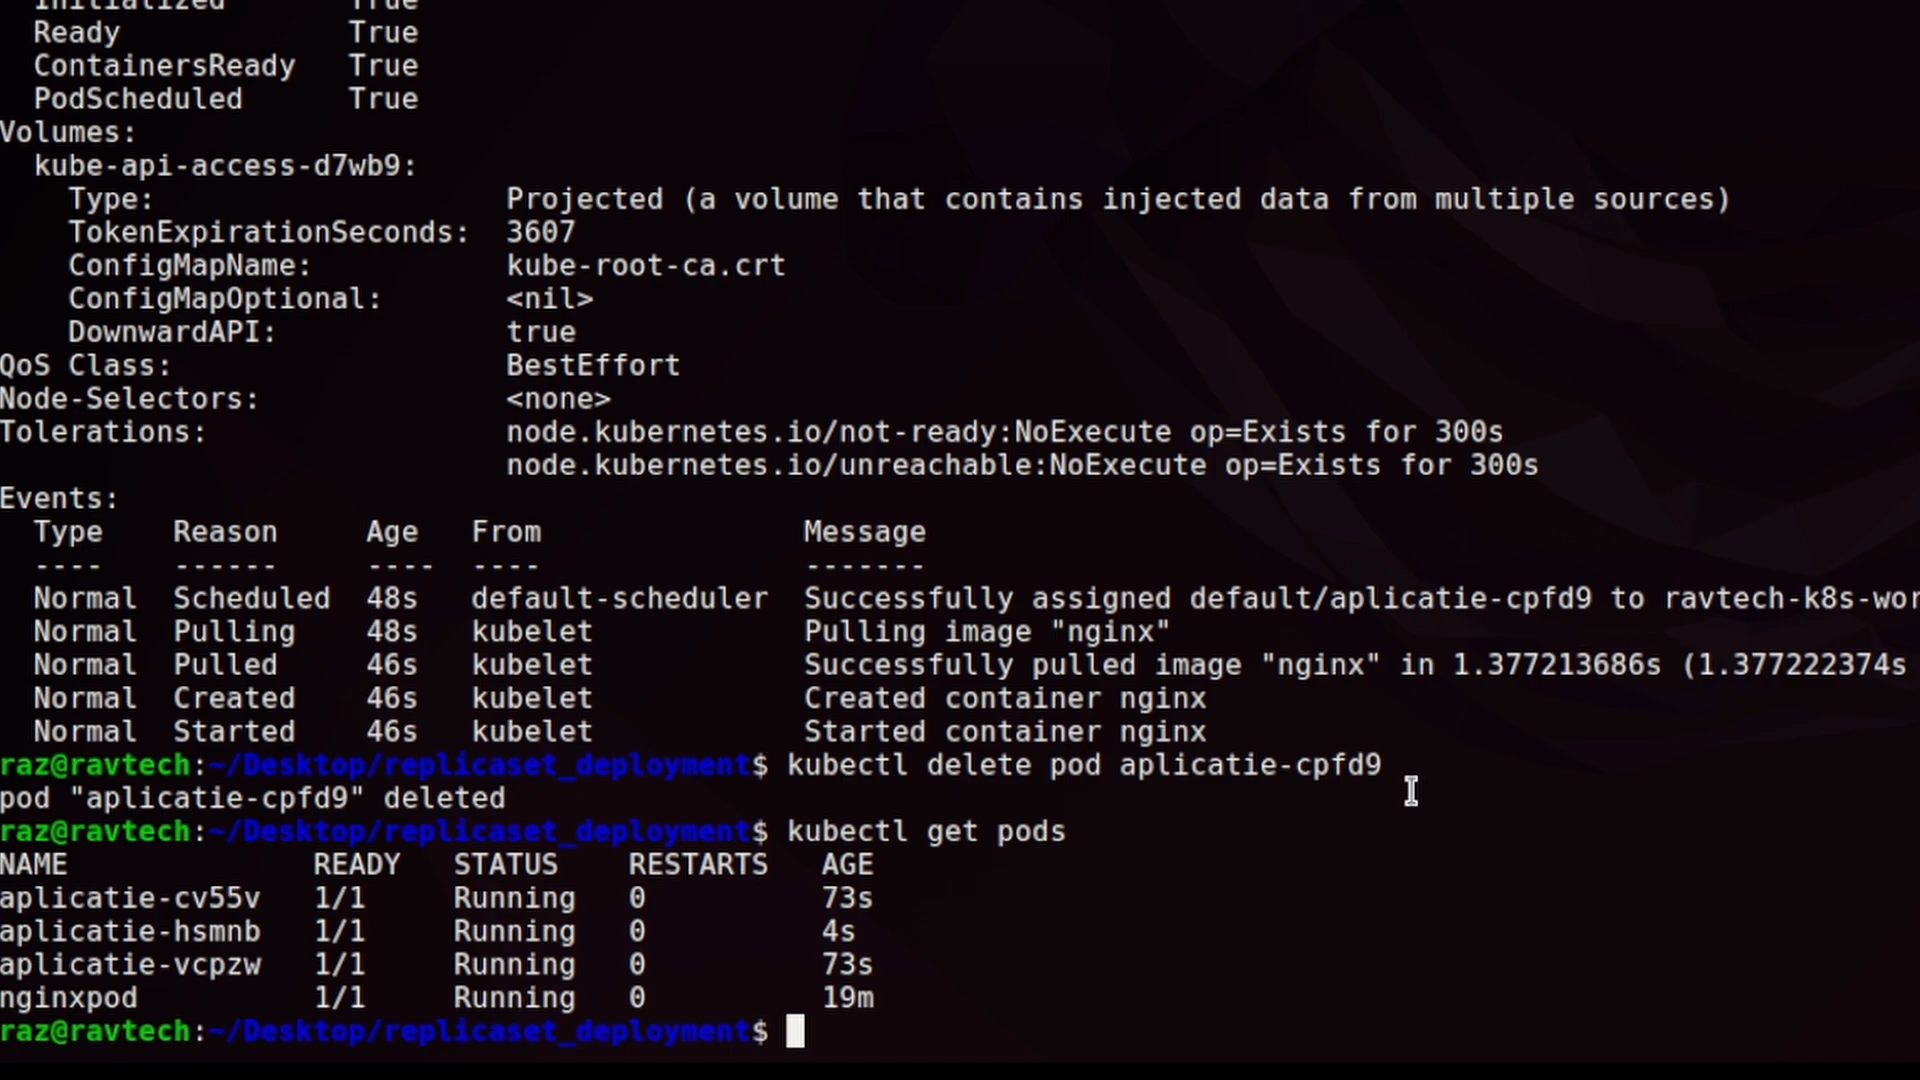 Initialized       True
Ready             True
ContainersReady   True
PodScheduled      True
Volumes:
kube-api-access-d7wb9:
Type:                    Projected (a volume that contains injected data from multiple sources)
TokenExpirationSeconds:  3607
ConfigMapName:           kube-root-ca.crt
ConfigMapOptional:       <nil>
DownwardAPI:             true
QoS Class:                   BestEffort
Node-Selectors:              <none>
Tolerations:                 node.kubernetes.io/not-ready:NoExecute op=Exists for 300s
node.kubernetes.io/unreachable:NoExecute op=Exists for 300s
Events:
Type    Reason     Age   From               Message
----    ------     ----  ----               -------
Normal  Scheduled  48s   default-scheduler  Successfully assigned default/aplicatie-cpfd9 to ravtech-k8s-wor
Normal  Pulling    48s   kubelet            Pulling image "nginx"
Normal  Pulled     46s   kubelet            Successfully pulled image "nginx" in 1.377213686s (1.377222374s
Normal  Created    46s   kubelet            Created container nginx
Normal  Started    46s   kubelet            Started container nginx
raz@ravtech:~/Desktop/replicaset_deployment$ kubectl delete pod aplicatie-cpfd9
pod "aplicatie-cpfd9" deleted
raz@ravtech:~/Desktop/replicaset_deployment$ kubectl get pods
NAME              READY   STATUS    RESTARTS   AGE
aplicatie-cv55v   1/1     Running   0          73s
aplicatie-hsmnb   1/1     Running   0          4s
aplicatie-vcpzw   1/1     Running   0          73s
nginxpod          1/1     Running   0          19m
raz@ravtech:~/Desktop/replicaset_deployment$